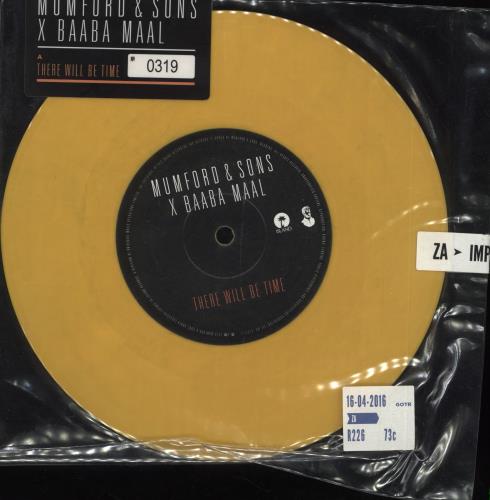 MUMFORD & SONS
X BAABA MAAL
A
THERE WILL BE TIME
# 0319
MUMFORD & SONS
X BAABA MAAL
ISLAND
THERE WILL BE TIME
ZA ➤ IMP
16-04-2016 GOTR
ZA
R226 73c